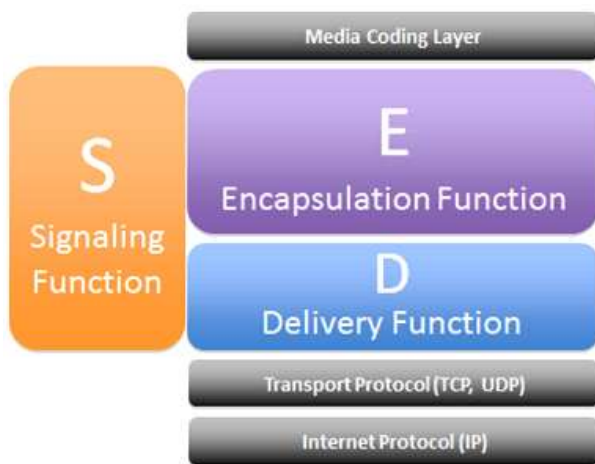 Media Coding Layer
S
Signaling
Function
E
Encapsulation Function
D
Delivery Function
Transport Protocol (TCP, UDP)
Internet Protocol (IP)